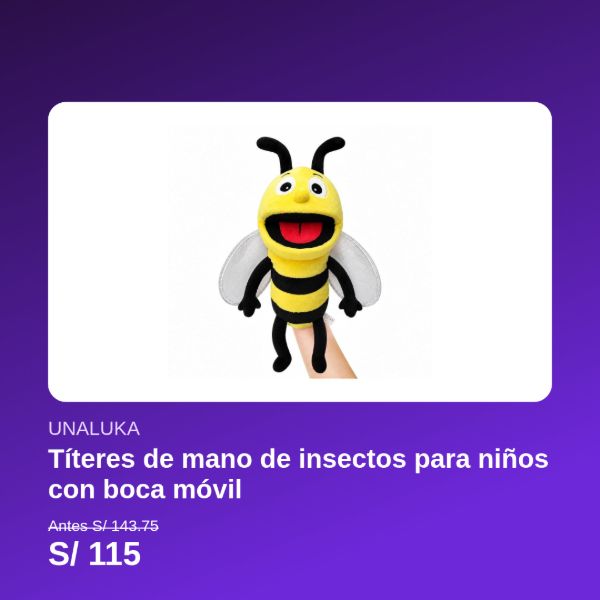 UNALUKA
Títeres de mano de insectos para niños
con boca móvil
Antes S/ 143.75
S/ 115